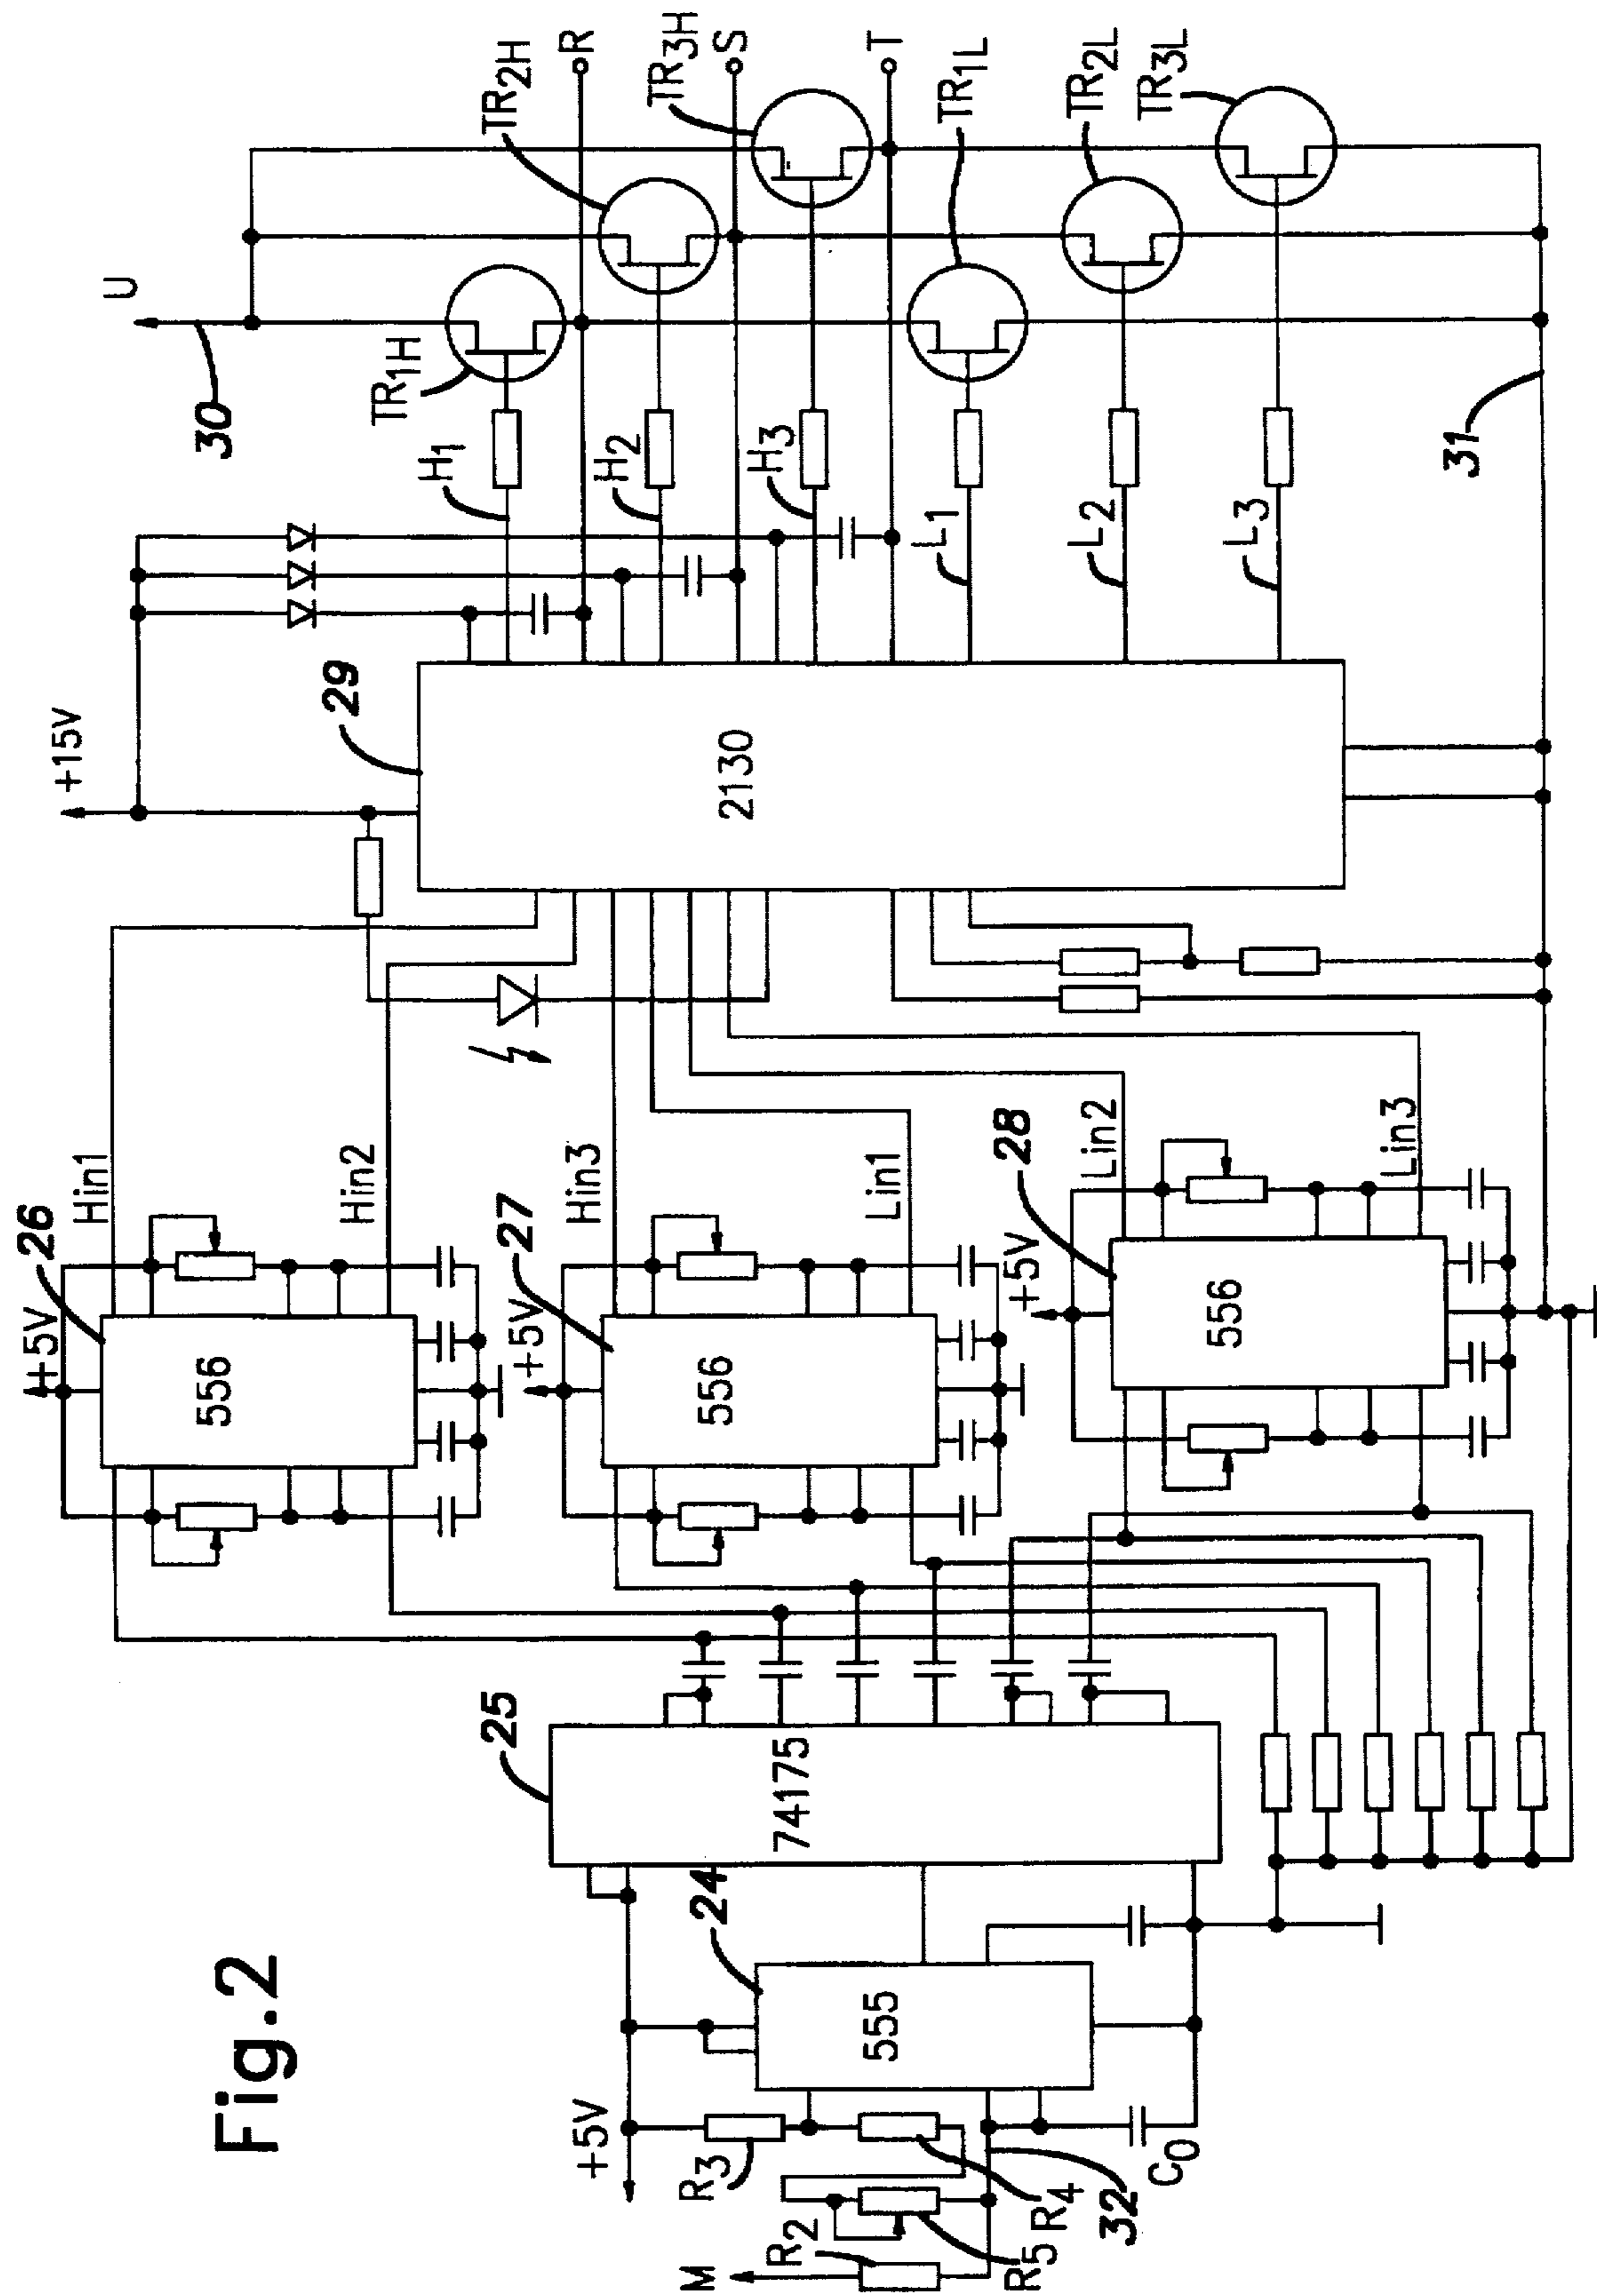 Fig.2
+5V
R3
M
R2
R5
R4
32
C0
24
555
25
74175
26
+5V
556
Hin1
Hin2
27
+5V
556
Hin3
Lin1
28
+5V
556
Lin2
Lin3
+15V
29
2130
H1
H2
H3
L1
L2
L3
30
U
31
TR1H
TR2H
TR3H
TR1L
TR2L
TR3L
R
S
T